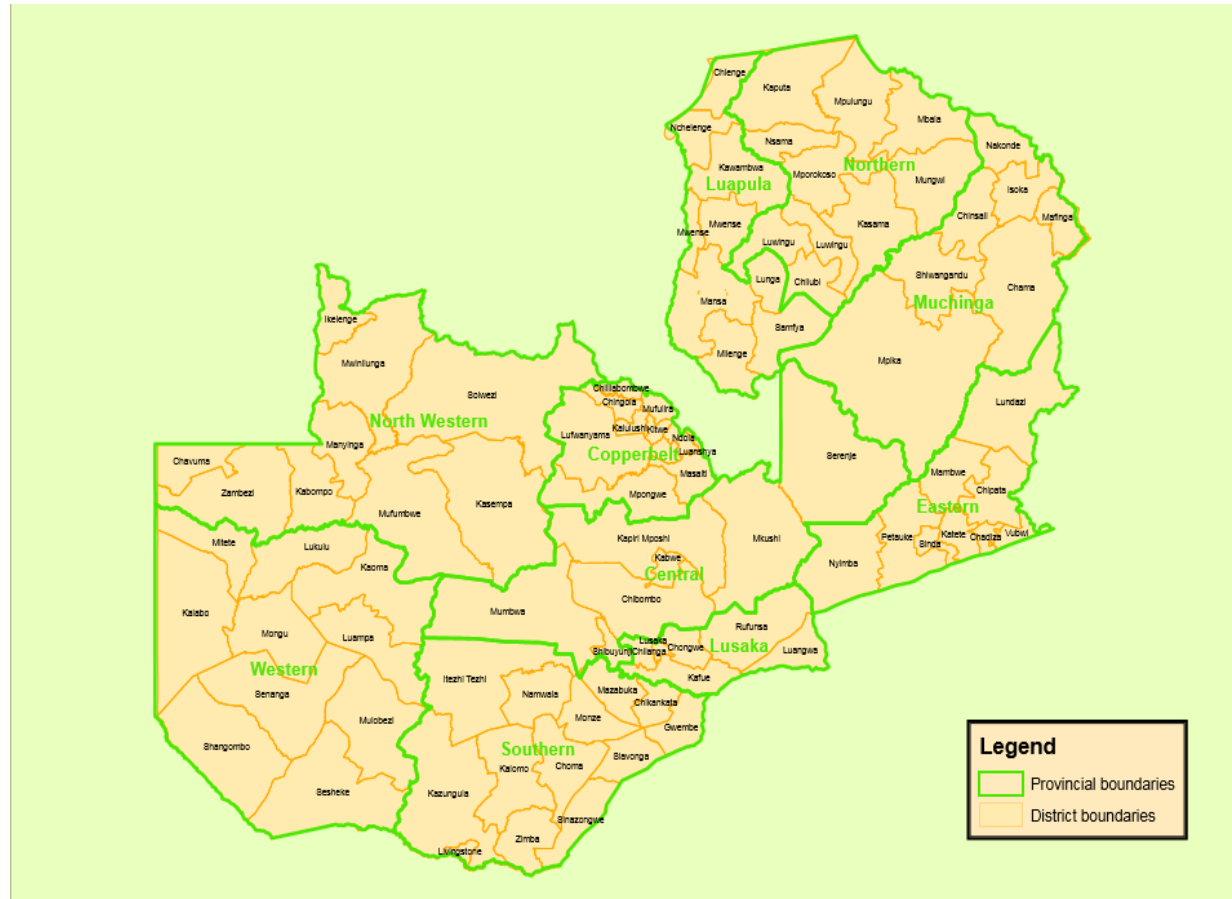 Chienge
Kaputa
Mpulungu
Mbala
Nchelenge
Nsama
Nakonde
Kawambwa
Mporokoso
Northern
Mungwi
Luapula
Isoka
Chinsali
Mafinga
Mwense
Mwense
Kasama
Luwingu
Luwingu
Shiwangandu
Chama
Lunga
Chilubi
Mansa
Muchinga
Samfya
Milenge
Mpika
Ikelenge
Mwinilunga
Solwezi
Chililabombwe
Chingola
Mufulira
Lundazi
North Western
Kalulushi
Kitwe
Lufwanyama
Ndola
Manyinga
Copperbelt
Luanshya
Serenje
Chavuma
Masaiti
Mambwe
Zambezi
Kabompo
Mpongwe
Chipata
Kasempa
Eastern
Mufumbwe
Petauke
Katete
Chadiza
Vubwi
Sinda
Mitete
Lukulu
Kapiri Mposhi
Mkushi
Kabwe
Nyimba
Kaoma
Central
Kalabo
Chibombo
Mumbwa
Mongu
Luampa
Rufunsa
Lusaka
Shibuyunji
Chilanga
Chongwe
Lusaka
Luangwa
Western
Itezhi Tezhi
Kafue
Senanga
Namwala
Mazabuka
Chikankata
Mulobezi
Monze
Gwembe
Shangombo
Southern
Siavonga
Kalomo
Choma
Sesheke
Kazungula
Sinazongwe
Zimba
Livingstone
Legend
Provincial boundaries
District boundaries